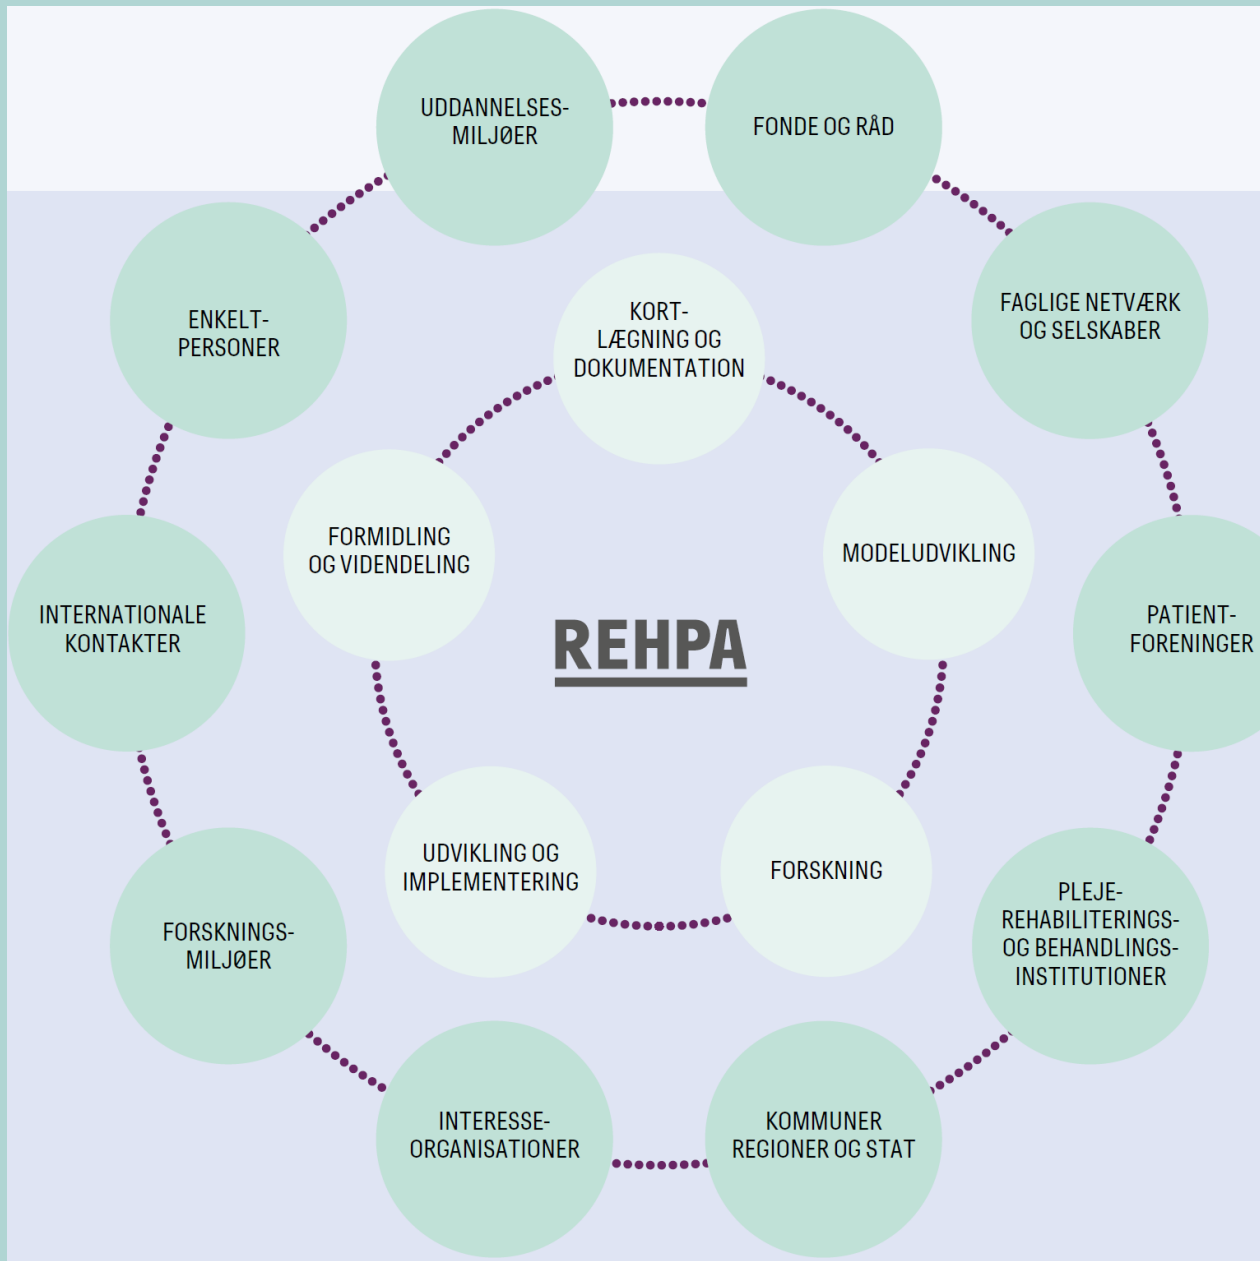 UDDANNELSES-
MILJØER
FONDE OG RÅD
ENKELT-
PERSONER
KORT-
LÆGNING OG
DOKUMENTATION
FAGLIGE NETVÆRK
OG SELSKABER
FORMIDLING
OG VIDENDELING
MODELUDVIKLING
INTERNATIONALE
KONTAKTER
REHPA
PATIENT-
FORENINGER
UDVIKLING OG
IMPLEMENTERING
FORSKNING
FORSKNINGS-
MILJØER
PLEJE-
REHABILITERINGS-
OG BEHANDLINGS-
INSTITUTIONER
INTERESSE-
ORGANISATIONER
KOMMUNER
REGIONER OG STAT